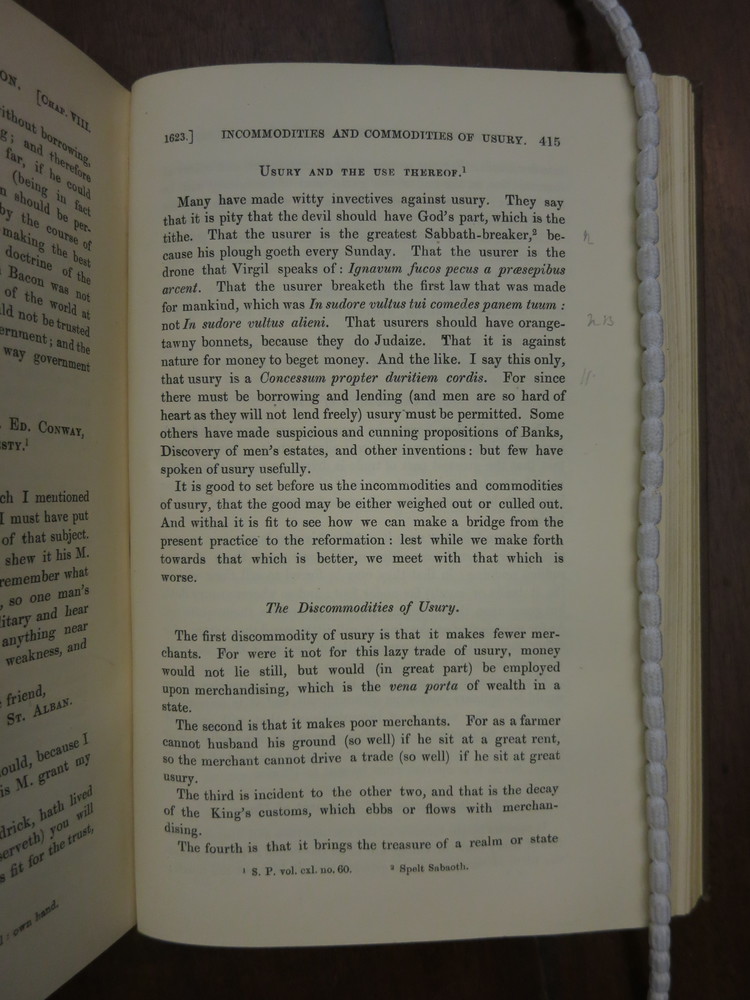 ON. [CHAP. VIII.
ithout borrowing,
g; and therefore
far, if he could
(being in fact
n should be per-
by the course of
making the best
doctrine of the
Bacon was not
of the world at
ld not be trusted
ernment; and the
way government
ED. CONWAY,
STY.¹
ch I mentioned
I must have put
of that subject.
shew it his M.
remember what
, so one man's
litary and hear
anything near
weakness, and
friend,
ST. ALBAN.
ould, because I
is M. grant my
drick, hath lived
serveth) you will
s fit for the trust,
: own hand.
1623.] INCOMMODITIES AND COMMODITIES OF USURY. 415
USURY AND THE USE THEREOF.¹
Many have made witty invectives against usury. They say
that it is pity that the devil should have God's part, which is the
tithe. That the usurer is the greatest Sabbath-breaker,² be-
cause his plough goeth every Sunday. That the usurer is the
drone that Virgil speaks of: Ignavum fucos pecus a præsepibus
arcent. That the usurer breaketh the first law that was made
for mankind, which was In sudore vultus tui comedes panem tuum :
not In sudore vultus alieni. That usurers should have orange-
tawny bonnets, because they do Judaize. That it is against
nature for money to beget money. And the like. I say this only,
that usury is a Concessum propter duritiem cordis. For since
there must be borrowing and lending (and men are so hard of
heart as they will not lend freely) usury must be permitted. Some
others have made suspicious and cunning propositions of Banks,
Discovery of men's estates, and other inventions: but few have
spoken of usury usefully.
It is good to set before us the incommodities and commodities
of usury, that the good may be either weighed out or culled out.
And withal it is fit to see how we can make a bridge from the
present practice to the reformation: lest while we make forth
towards that which is better, we meet with that which is
worse.
The Discommodities of Usury.
The first discommodity of usury is that it makes fewer mer-
chants. For were it not for this lazy trade of usury, money
would not lie still, but would (in great part) be employed
upon merchandising, which is the vena porta of wealth in a
state.
The second is that it makes poor merchants. For as a farmer
cannot husband his ground (so well) if he sit at a great rent,
so the merchant cannot drive a trade (so well) if he sit at great
usury.
The third is incident to the other two, and that is the decay
of the King's customs, which ebbs or flows with merchan-
dising.
The fourth is that it brings the treasure of a realm or state
¹ S. P. vol. cxl. no. 60. ² Spelt Sabaoth.